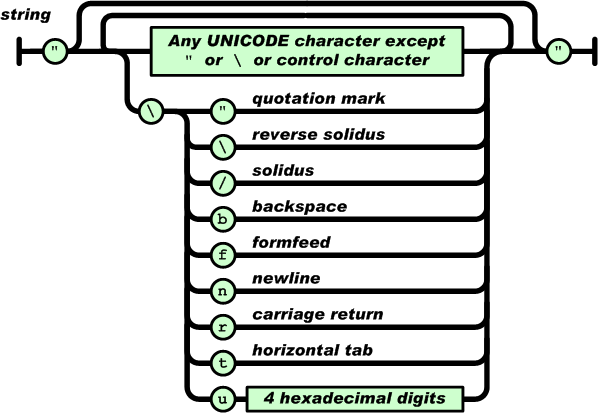 string
" Any UNICODE character except "
" or \ or control character
\ " quotation mark
\ reverse solidus
/ solidus
b backspace
f formfeed
n newline
r carriage return
t horizontal tab
u 4 hexadecimal digits